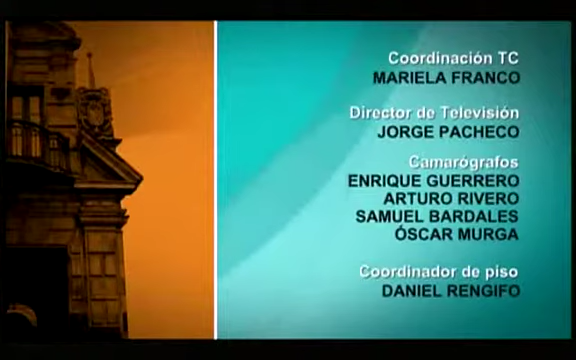 Coordinación TC
MARIELA FRANCO
Director de Televisión
JORGE PACHECO
Camarógrafos
ENRIQUE GUERRERO
ARTURO RIVERO
SAMUEL BARDALES
ÓSCAR MURGA
Coordinador de piso
DANIEL RENGIFO